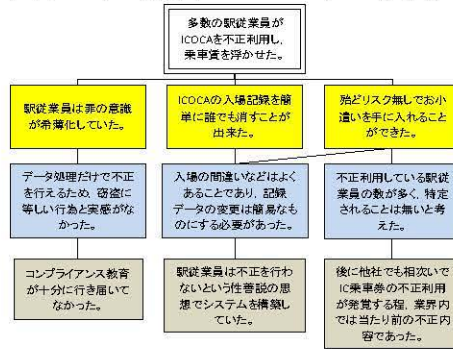 多数の駅従業員が
ICOCAを不正利用し、
乗車賃を浮かせた。
駅従業員は罪の意識
が希薄化していた。
ICOCAの入場記録を簡
単に誰でも消すことが
出来た。
殆どリスク無しでお小
遣いを手に入れること
ができた。
データ処理だけで不正
を行えるため、窃盗に
等しい行為と実感がな
かった。
入場の間違いなどはよく
あることであり、記録
データの変更は簡易なも
のにする必要があった。
不正利用している駅従
業員の数が多く、特定
されることは無いと考
えた。
コンプライアンス教育
が十分に行き届いて
なかった。
駅従業員は不正を行わ
ないという性善説の思
想でシステムを構築し
ていた。
後に他社でも相次いで
IC乗車券の不正利用
が発覚する程、業界内
では当たり前の不正内
容であった。